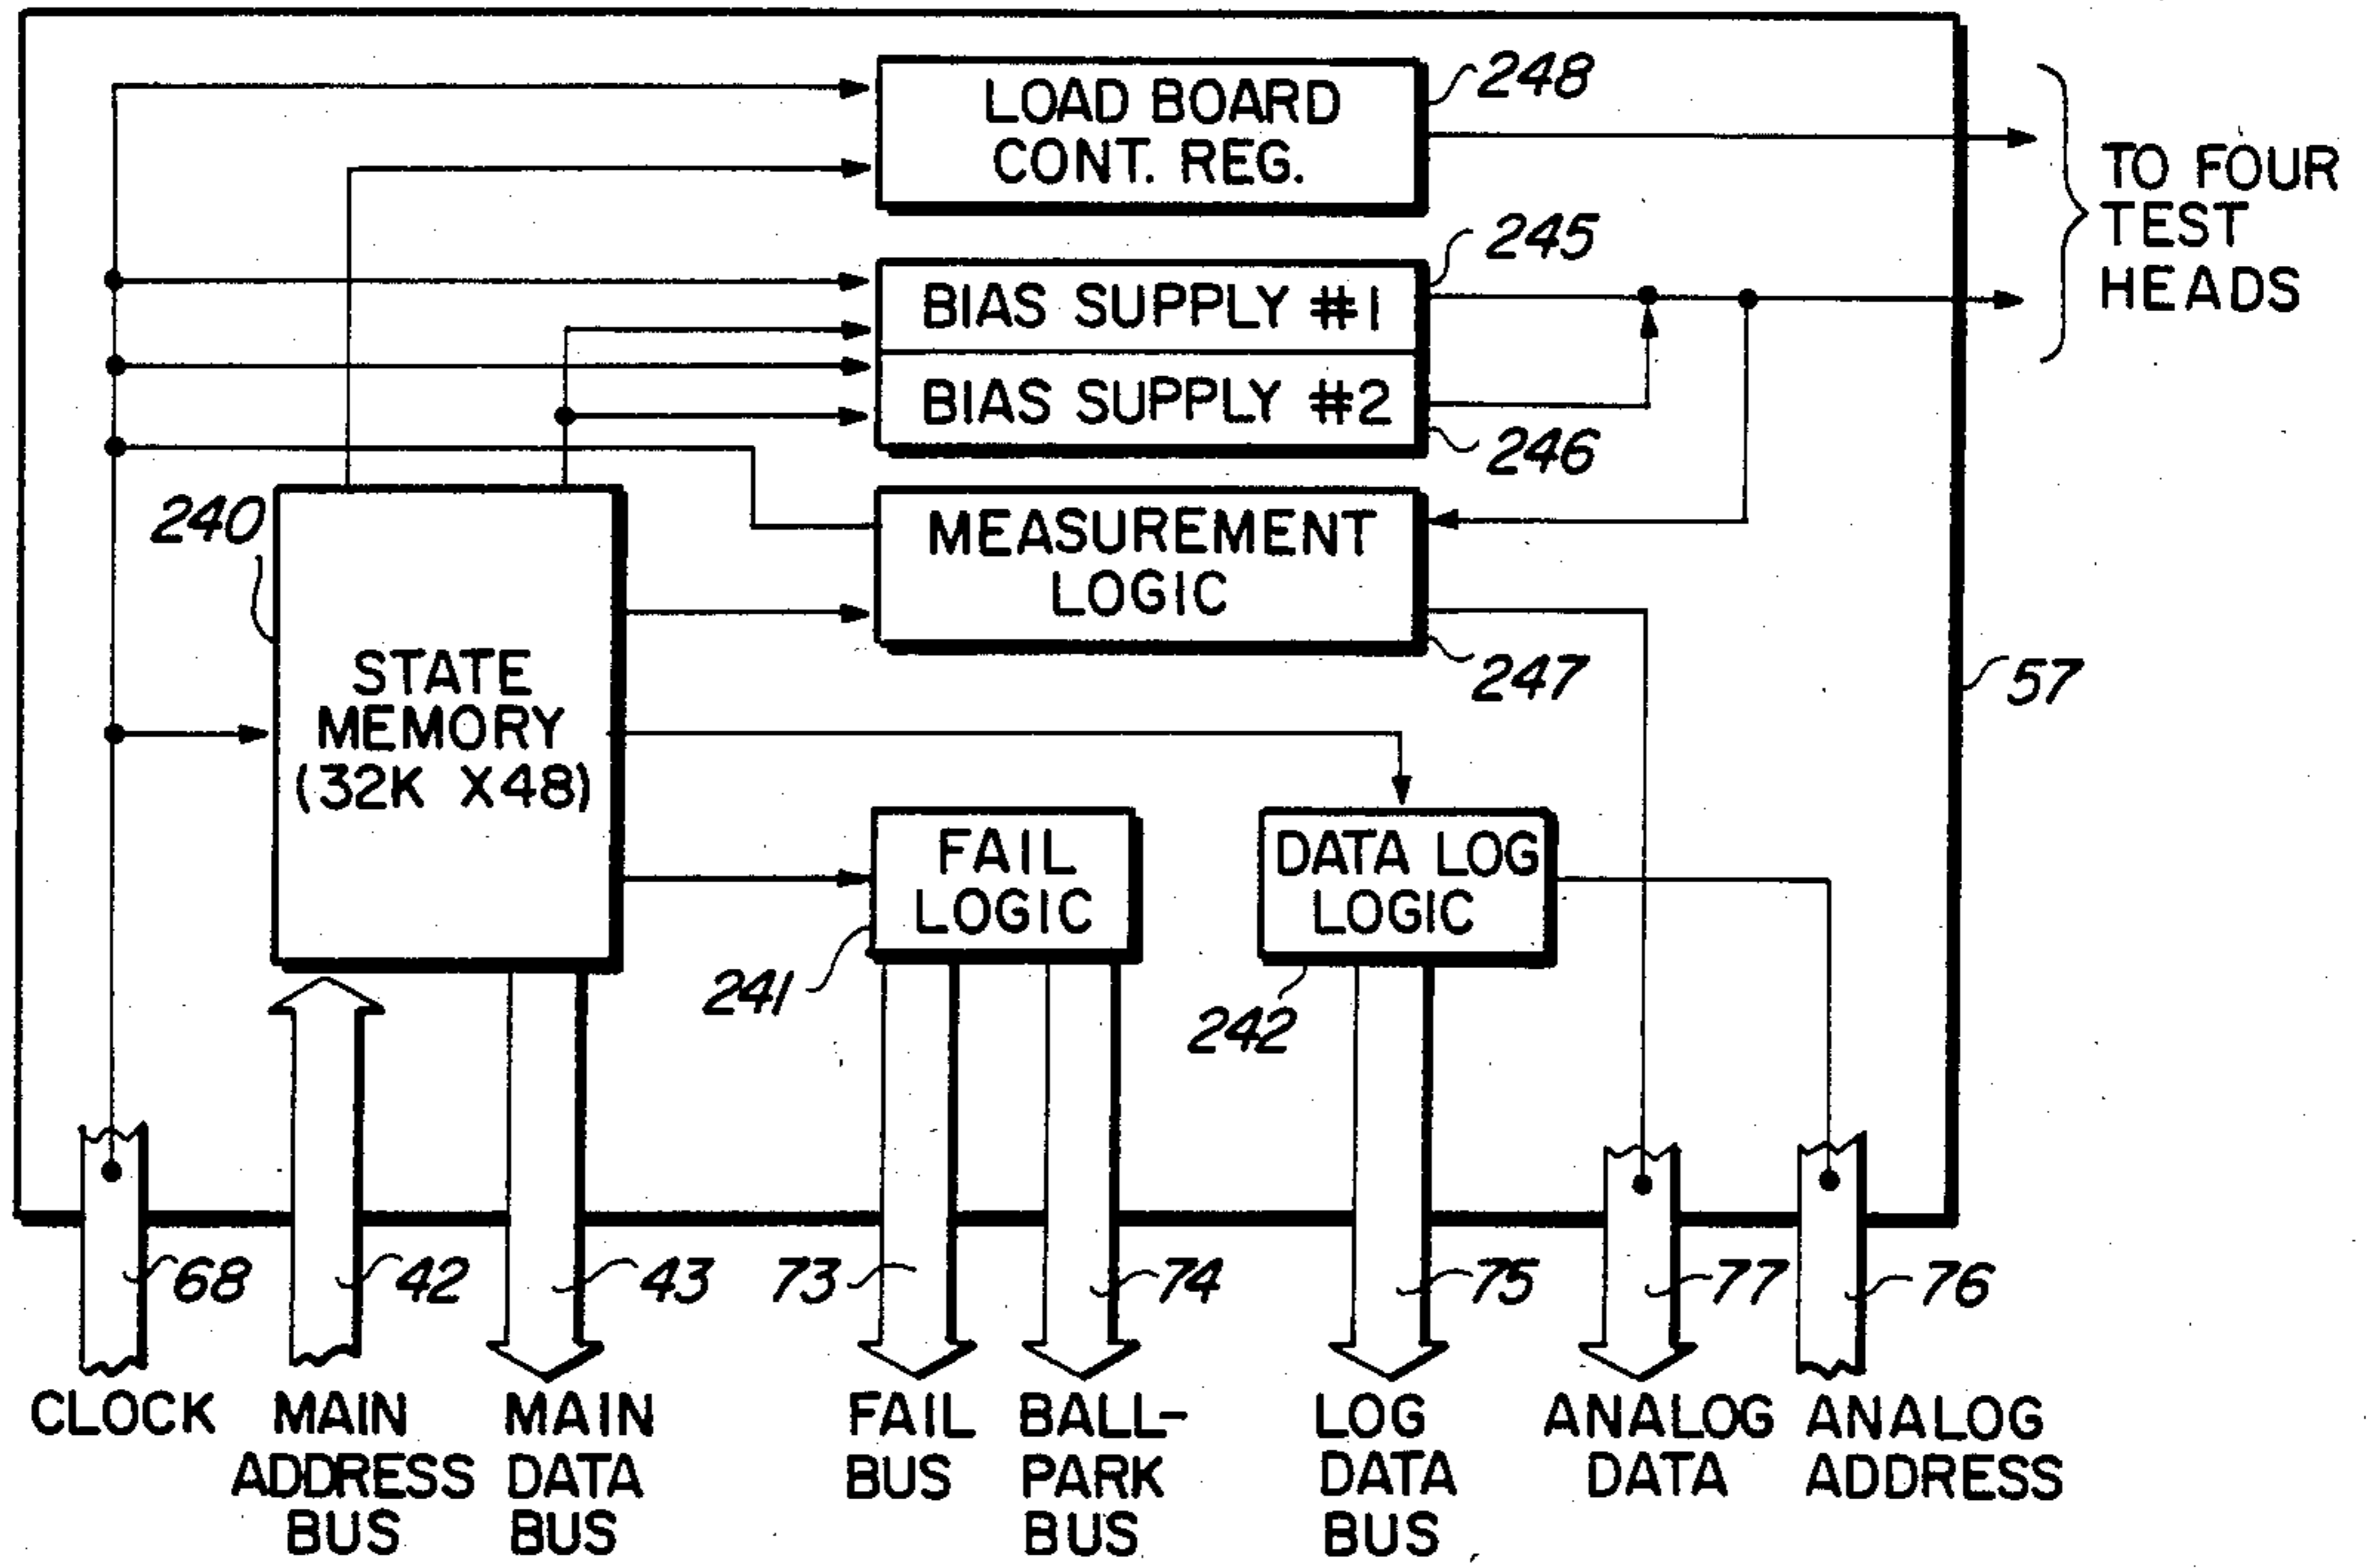 248
LOAD BOARD
CONT. REG.
TO FOUR
TEST
HEADS
245
BIAS SUPPLY #1
BIAS SUPPLY #2
246
240
MEASUREMENT
LOGIC
247
57
STATE
MEMORY
(32K X48)
FAIL
LOGIC
241
DATA LOG
LOGIC
242
68
42
43
73
74
75
77
76
CLOCK
MAIN
ADDRESS
BUS
MAIN
DATA
BUS
FAIL
BUS
BALL-
PARK
BUS
LOG
DATA
BUS
ANALOG
DATA
ANALOG
ADDRESS